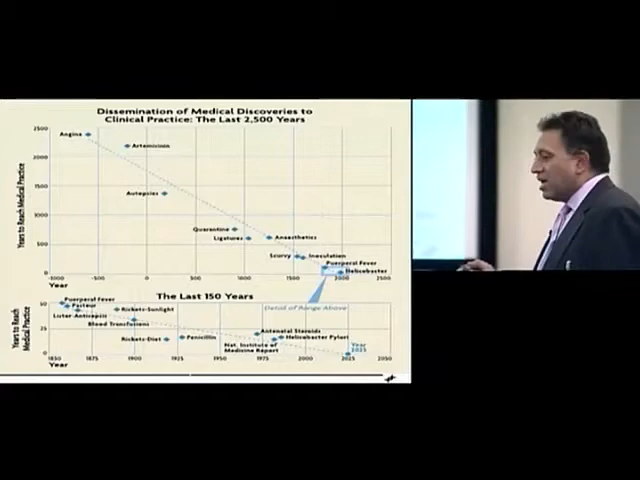 Dissemination of Medical Discoveries to
Clinical Practice: The Last 2,500 Years
Years to Reach Medical Practice
2500
2000
1500
1000
500
0
Angina
Artemisinin
Autopsies
Quarantine
Ligatures
Anaesthetics
Scurvy
Inoculation
Puerperal Fever
Helicobacter
-1000
-500
0
500
1000
1500
2000
2500
Year
The Last 150 Years
Detail of Range Above
Years to Reach
Medical Practice
50
25
0
Puerperal Fever
Pasteur
Lister-Antisepsis
Rickets-Sunlight
Blood Transfusions
Rickets-Diet
Penicillin
Antenatal Steroids
Helicobacter Pylori
Nat. Institute of
Medicine Report
Year
2025
1850
1875
1900
1925
1950
1975
2000
2025
2050
Year